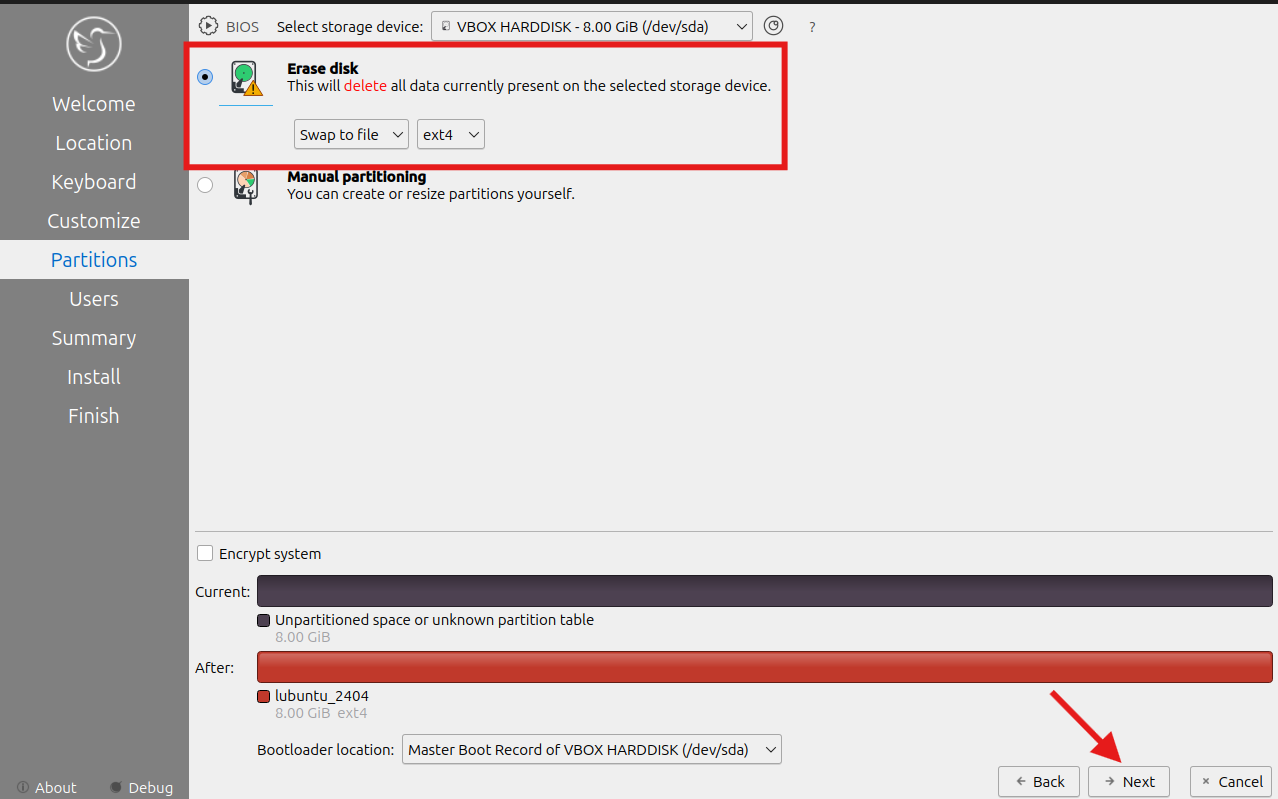 BIOS Select storage device: VBOX HARDDISK - 8.00 GiB (/dev/sda) ?
Erase disk
This will delete all data currently present on the selected storage device.
Swap to file ext4
Manual partitioning
You can create or resize partitions yourself.
Welcome
Location
Keyboard
Customize
Partitions
Users
Summary
Install
Finish
Encrypt system
Current:
Unpartitioned space or unknown partition table
8.00 GiB
After:
lubuntu_2404
8.00 GiB ext4
Bootloader location: Master Boot Record of VBOX HARDDISK (/dev/sda)
About Debug
Back Next Cancel